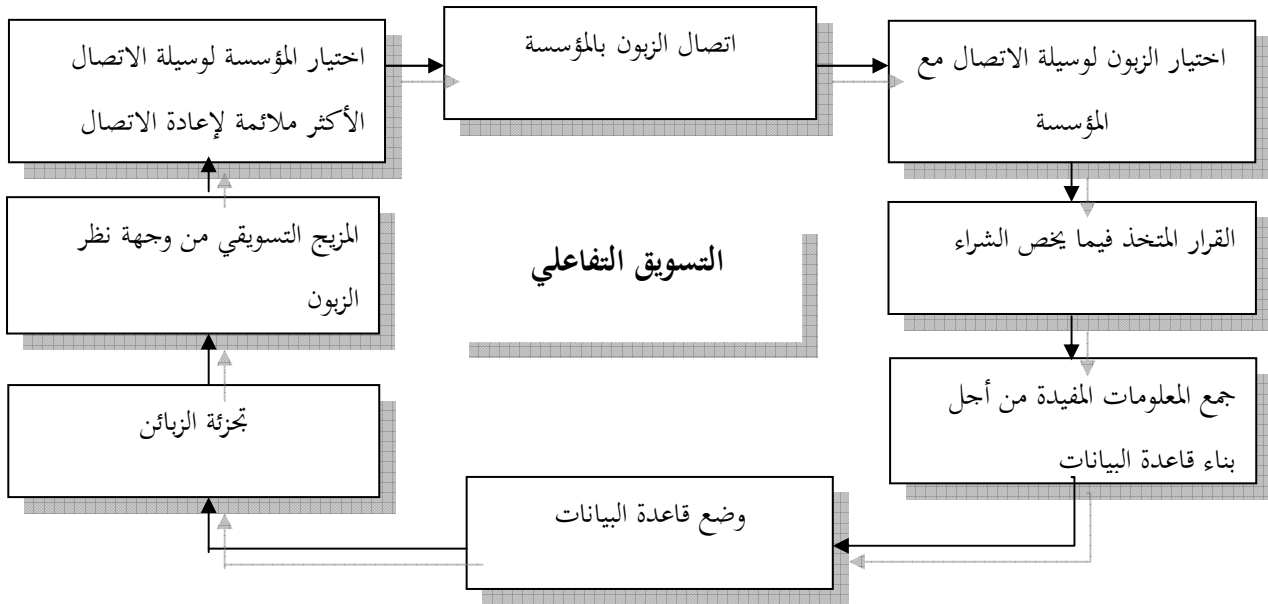 اتصال الزبون بالمؤسسة
اختيار الزبون لوسيلة الاتصال مع
المؤسسة
القرار المتخذ فيما يخص الشراء
جمع المعلومات المفيدة من أجل
بناء قاعدة البيانات
وضع قاعدة البيانات
تجزئة الزبائن
المزيج التسويقي من وجهة نظر
الزبون
اختيار المؤسسة لوسيلة الاتصال
الأكثر ملائمة لإعادة الاتصال
التسويق التفاعلي